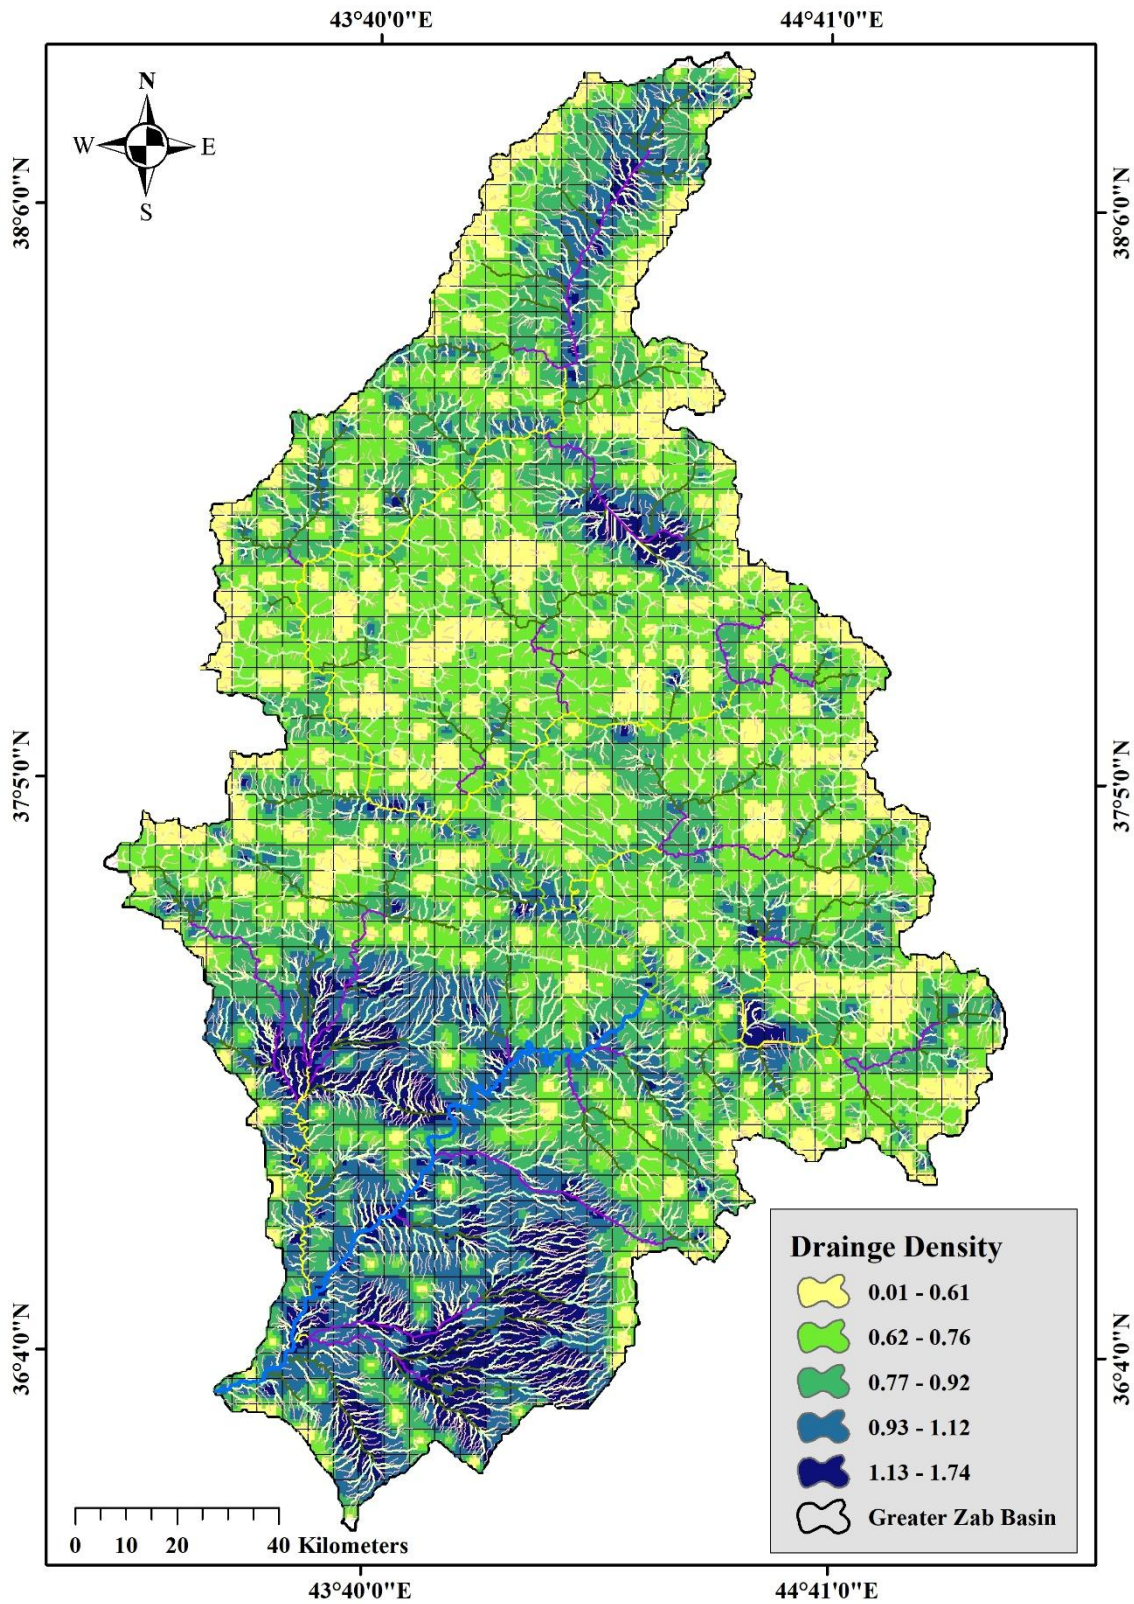 43°40'0"E 44°41'0"E
N
W E
S
38°6'0"N 38°6'0"N
37°5'0"N 37°5'0"N
36°4'0"N 36°4'0"N
Drainge Density
0.01 - 0.61
0.62 - 0.76
0.77 - 0.92
0.93 - 1.12
1.13 - 1.74
Greater Zab Basin
0 10 20 40 Kilometers
43°40'0"E 44°41'0"E